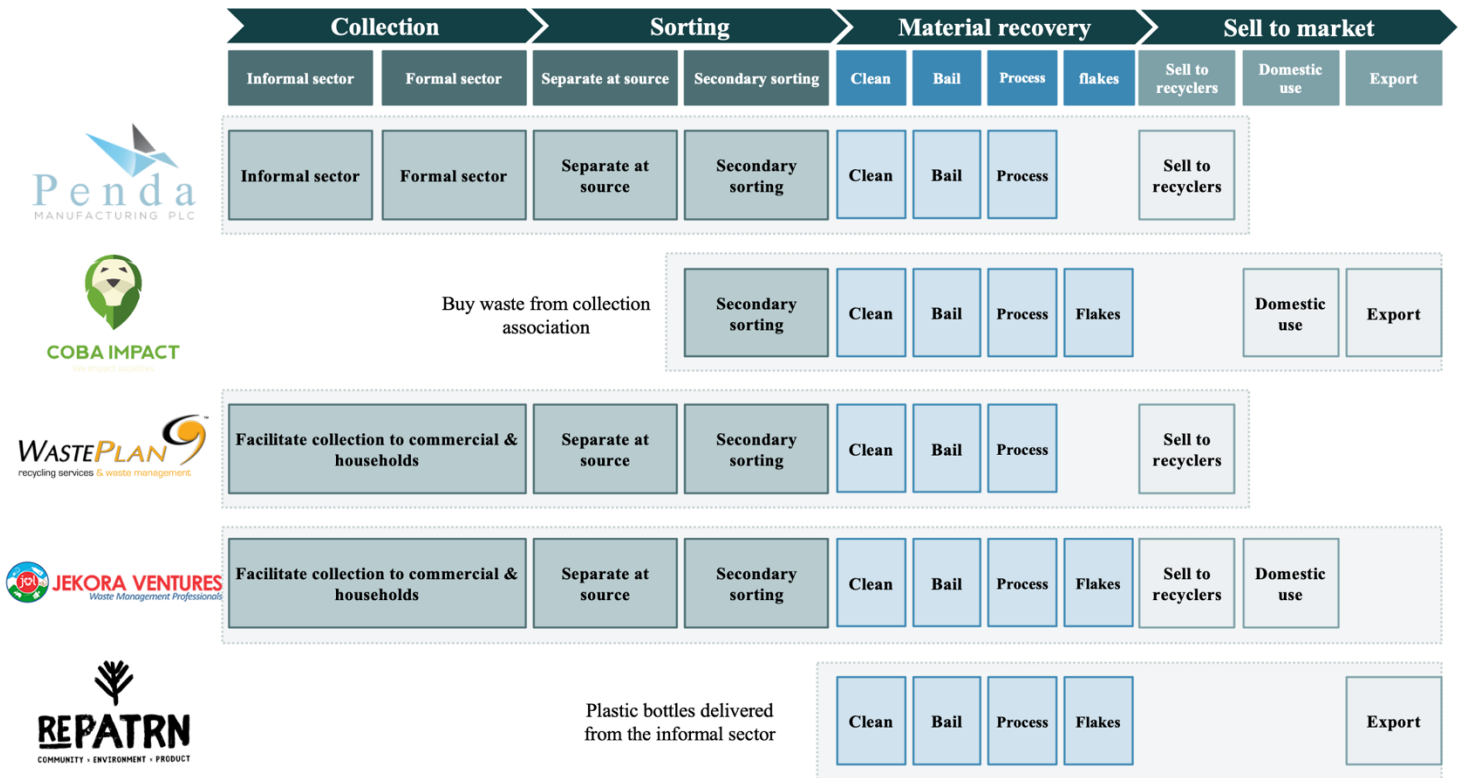 Collection
Sorting
Material recovery
Sell to market
Informal sector
Formal sector
Separate at source
Secondary sorting
Clean
Bail
Process
flakes
Sell to
recyclers
Domestic
use
Export
Penda
MANUFACTURING PLC
Informal sector
Formal sector
Separate at
source
Secondary
sorting
Clean
Bail
Process
Sell to
recyclers
COBA IMPACT
Buy waste from collection
association
Secondary
sorting
Clean
Bail
Process
Flakes
Domestic
use
Export
WASTEPLAN™
recycling services & waste management
Facilitate collection to commercial &
households
Separate at
source
Secondary
sorting
Clean
Bail
Process
Sell to
recyclers
jol
JEKORA VENTURES
Waste Management Professionals
Facilitate collection to commercial &
households
Separate at
source
Secondary
sorting
Clean
Bail
Process
Flakes
Sell to
recyclers
Domestic
use
REPATRN
COMMUNITY › ENVIRONMENT › PRODUCT
Plastic bottles delivered
from the informal sector
Clean
Bail
Process
Flakes
Export